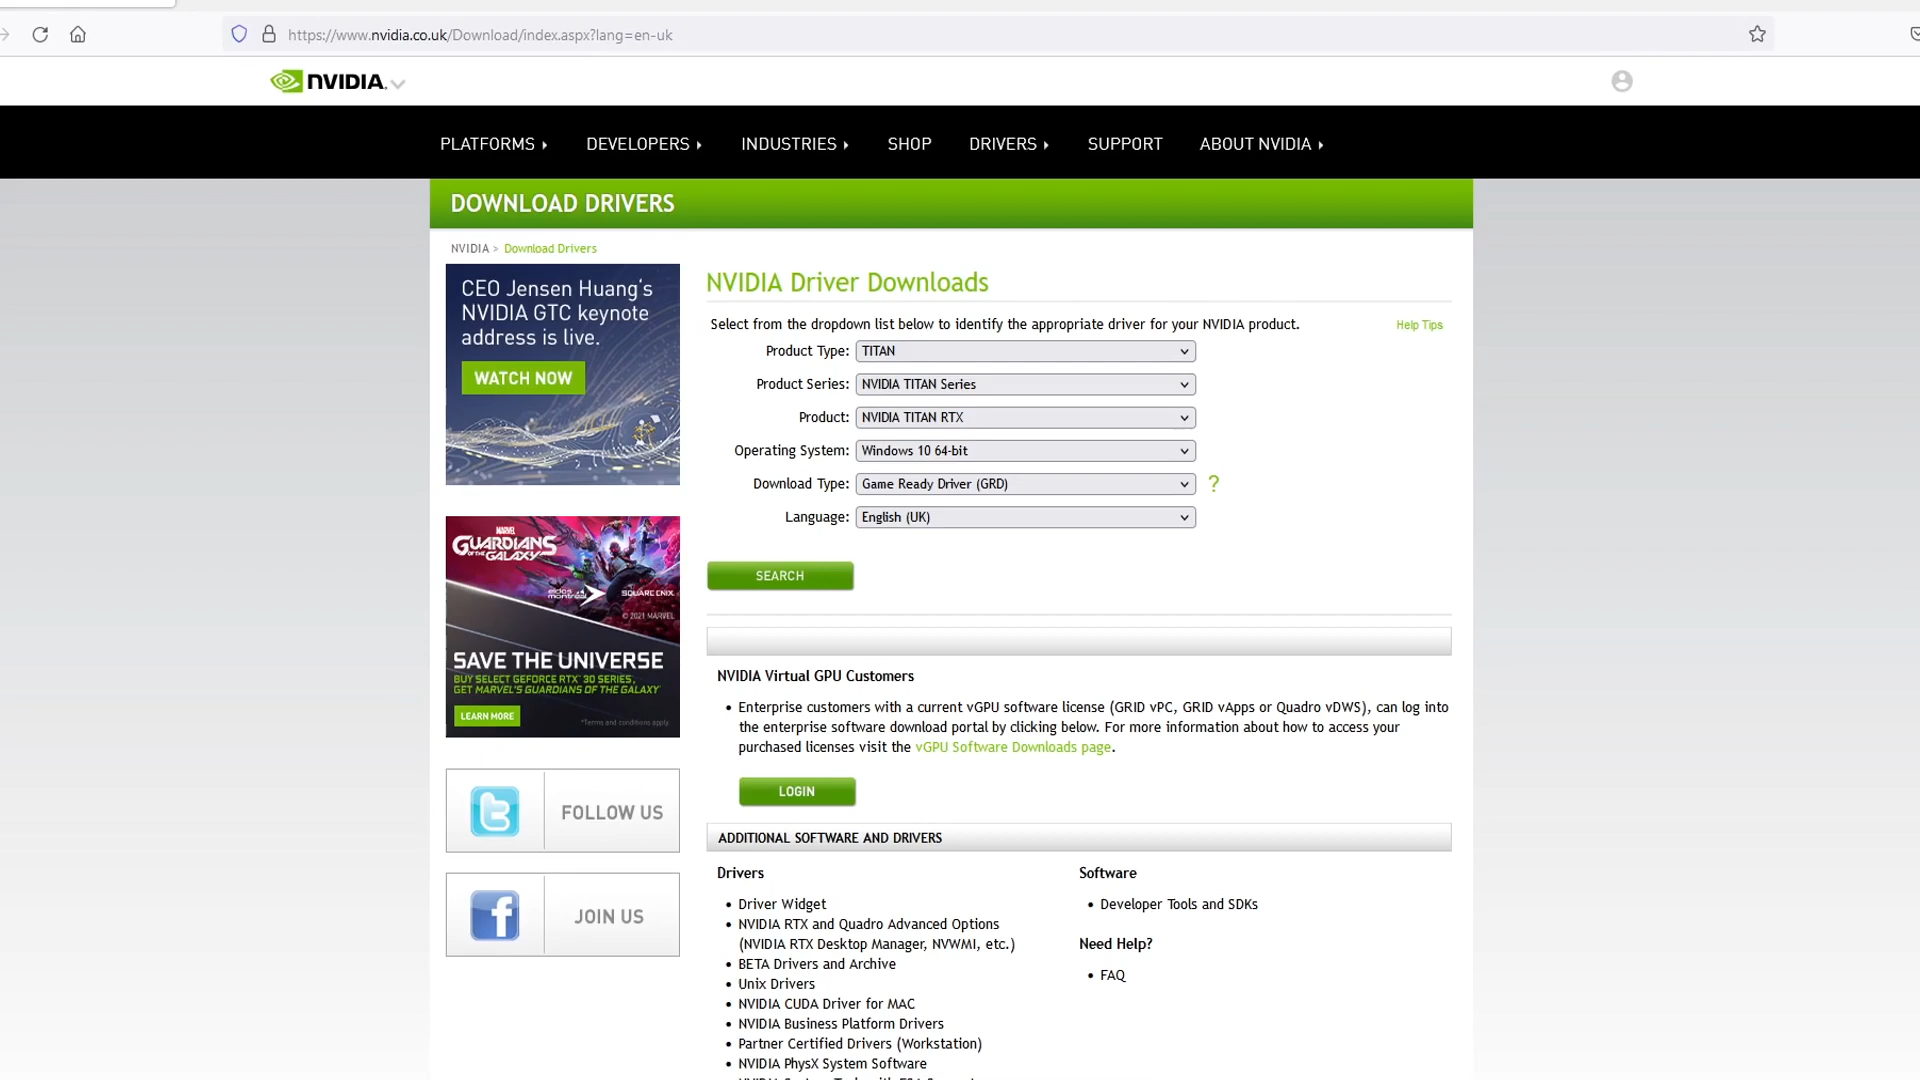 https://www.nvidia.co.uk/Download/index.aspx?lang=en-uk
NVIDIA.
PLATFORMS DEVELOPERS INDUSTRIES SHOP DRIVERS SUPPORT ABOUT NVIDIA
DOWNLOAD DRIVERS
NVIDIA > Download Drivers
CEO Jensen Huang's
NVIDIA GTC keynote
address is live.
WATCH NOW
MARVEL
GUARDIANS
OF THE GALAXY
eidos montréal
SQUARE ENIX
© 2021 MARVEL
SAVE THE UNIVERSE
BUY SELECT GEFORCE RTX™ 30 SERIES,
GET MARVEL'S GUARDIANS OF THE GALAXY
LEARN MORE
*Terms and conditions apply.
FOLLOW US
JOIN US
NVIDIA Driver Downloads
Select from the dropdown list below to identify the appropriate driver for your NVIDIA product.
Help Tips
Product Type: TITAN
Product Series: NVIDIA TITAN Series
Product: NVIDIA TITAN RTX
Operating System: Windows 10 64-bit
Download Type: Game Ready Driver (GRD) ?
Language: English (UK)
SEARCH
NVIDIA Virtual GPU Customers
• Enterprise customers with a current vGPU software license (GRID vPC, GRID vApps or Quadro vDWS), can log into
the enterprise software download portal by clicking below. For more information about how to access your
purchased licenses visit the vGPU Software Downloads page.
LOGIN
ADDITIONAL SOFTWARE AND DRIVERS
Drivers
• Driver Widget
• NVIDIA RTX and Quadro Advanced Options
(NVIDIA RTX Desktop Manager, NVWMI, etc.)
• BETA Drivers and Archive
• Unix Drivers
• NVIDIA CUDA Driver for MAC
• NVIDIA Business Platform Drivers
• Partner Certified Drivers (Workstation)
• NVIDIA PhysX System Software
Software
• Developer Tools and SDKs
Need Help?
• FAQ